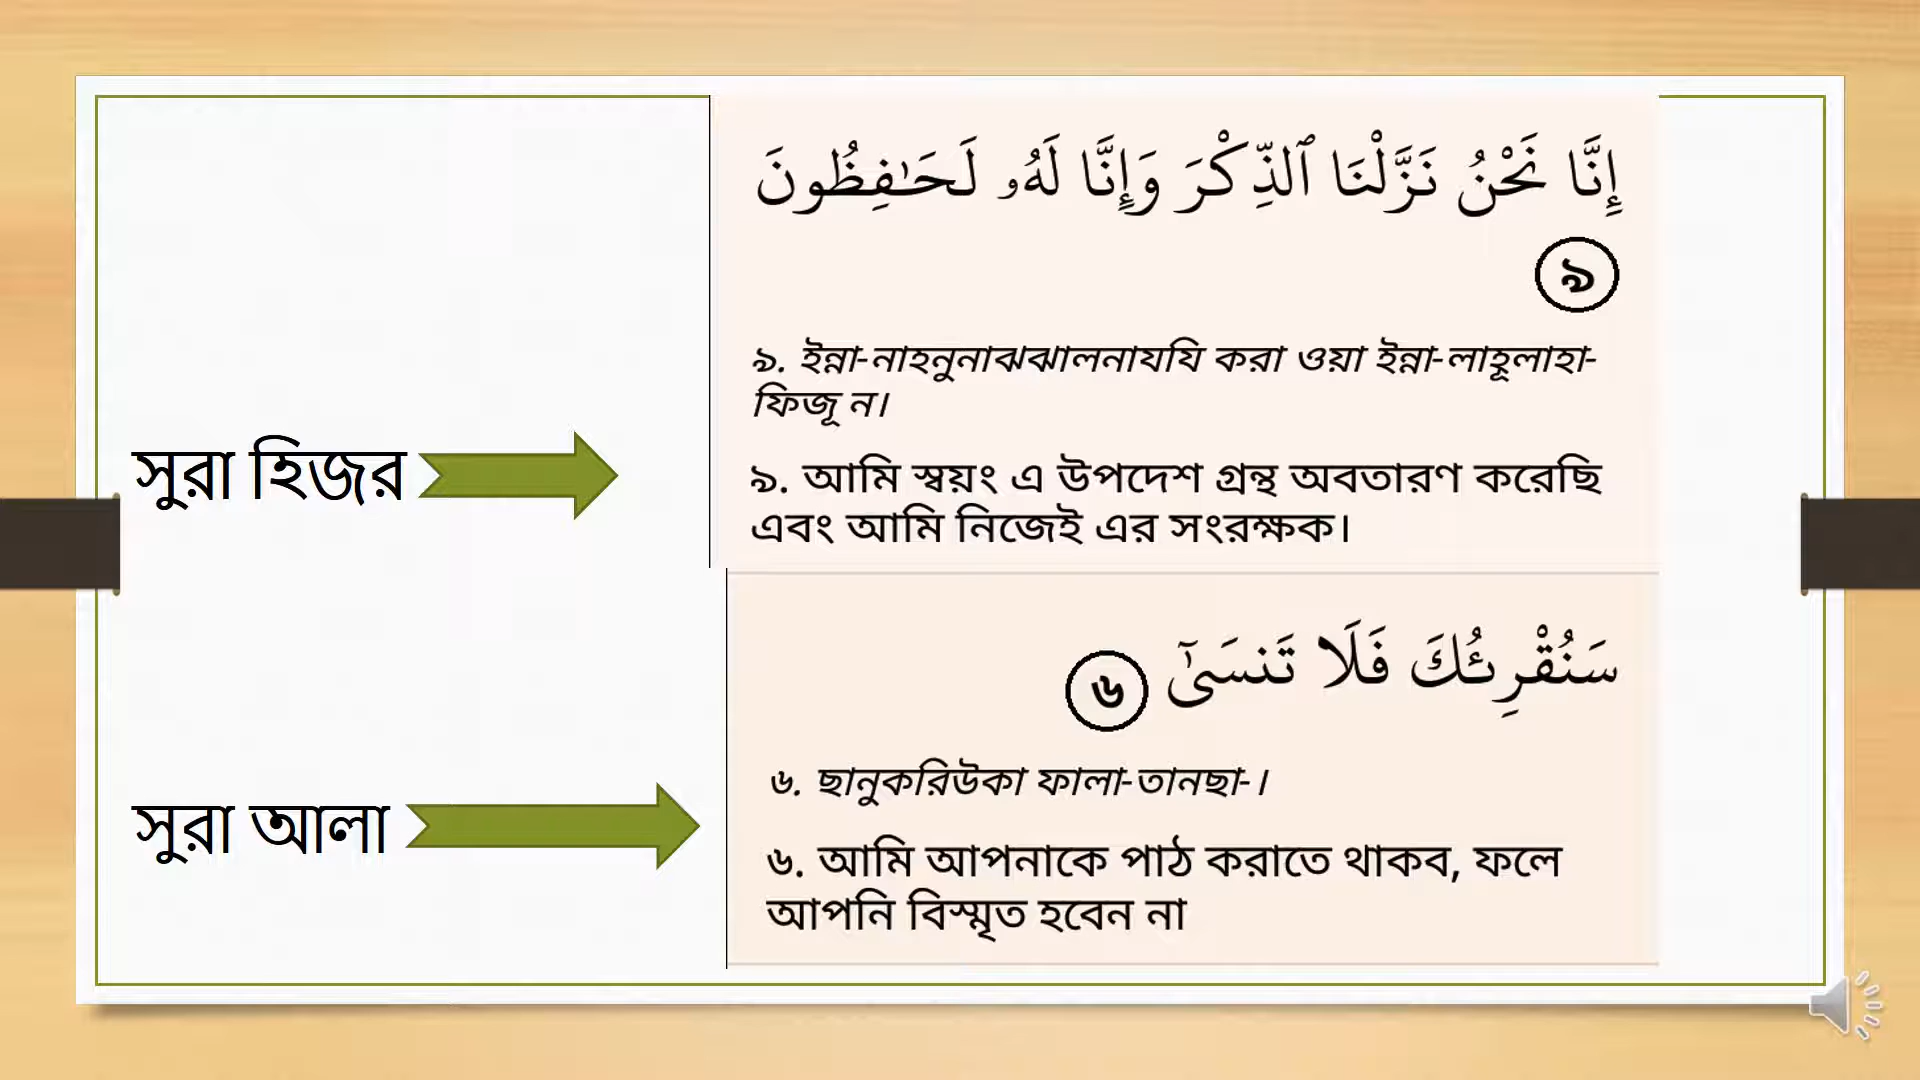 إِنَّا نَحْنُ نَزَّلْنَا ٱلذِّكْرَ وَإِنَّا لَهُۥ لَحَـٰفِظُونَ
৯
৯. ইন্না-নাহনুনাঝঝালনাযযি করা ওয়া ইন্না-লাহূলাহা-
ফিজূ ন।
সুরা হিজর
৯. আমি স্বয়ং এ উপদেশ গ্রন্থ অবতারণ করেছি
এবং আমি নিজেই এর সংরক্ষক।
سَنُقْرِئُكَ فَلَا تَنسَىٰٓ ৬
৬. ছানুকরিউকা ফালা-তানছা-।
সুরা আলা
৬. আমি আপনাকে পাঠ করাতে থাকব, ফলে
আপনি বিস্মৃত হবেন না